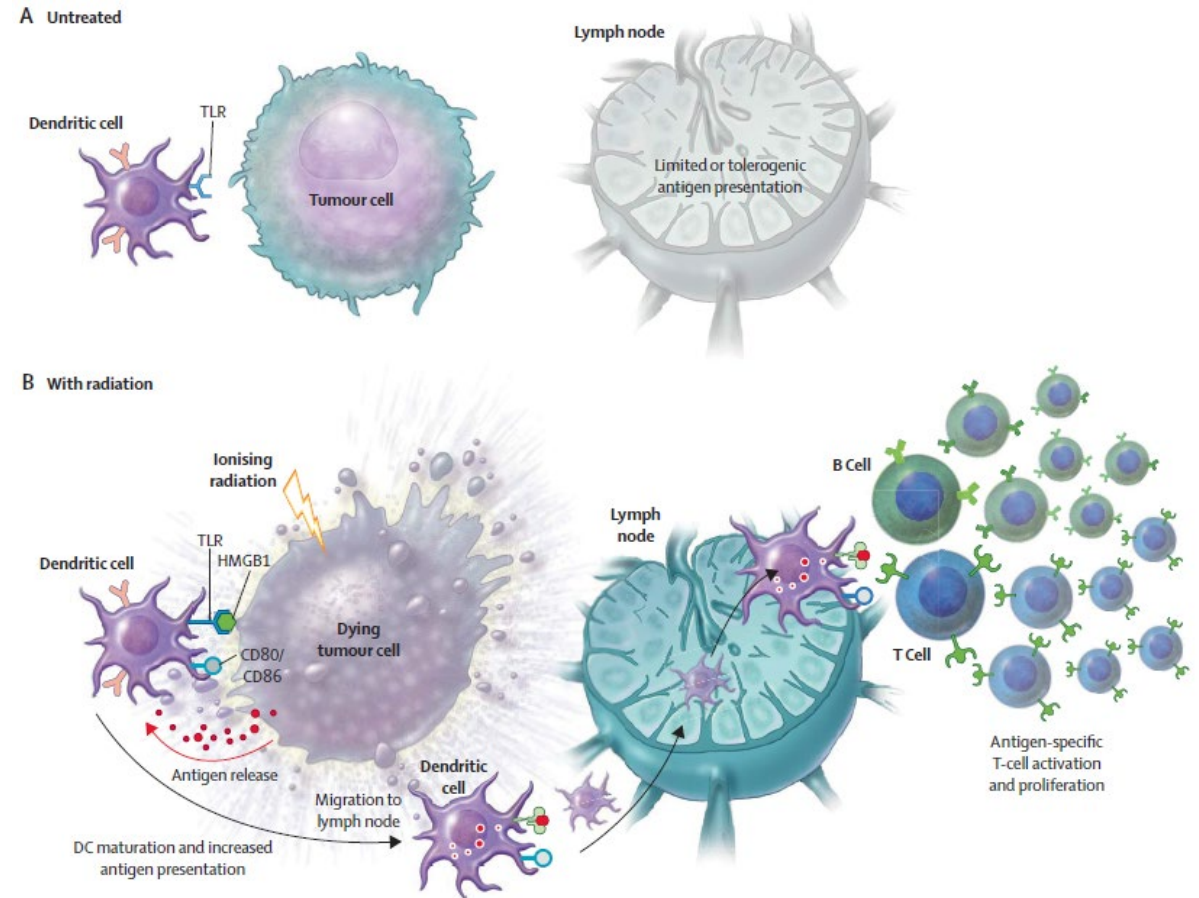 A Untreated
Lymph node
TLR
Dendritic cell
Tumour cell
Limited or tolerogenic
antigen presentation
B With radiation
Ionising
radiation
B Cell
Lymph
node
TLR
HMGB1
Dendritic cell
Dying
tumour cell
CD80/
CD86
T Cell
Antigen release
Dendritic
cell
Migration to
lymph node
DC maturation and increased
antigen presentation
Antigen-specific
T-cell activation
and proliferation